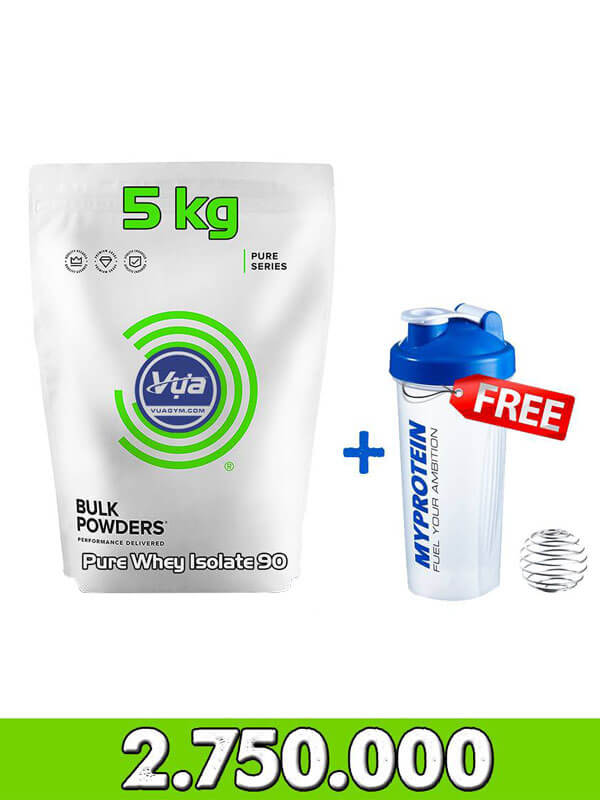 5 kg
PURE
SERIES
Vựa
VUAGYM.COM
®
BULK
POWDERS®
PERFORMANCE DELIVERED
Pure Whey Isolate 90
+
FREE
MYPROTEIN
FUEL YOUR AMBITION
2.750.000